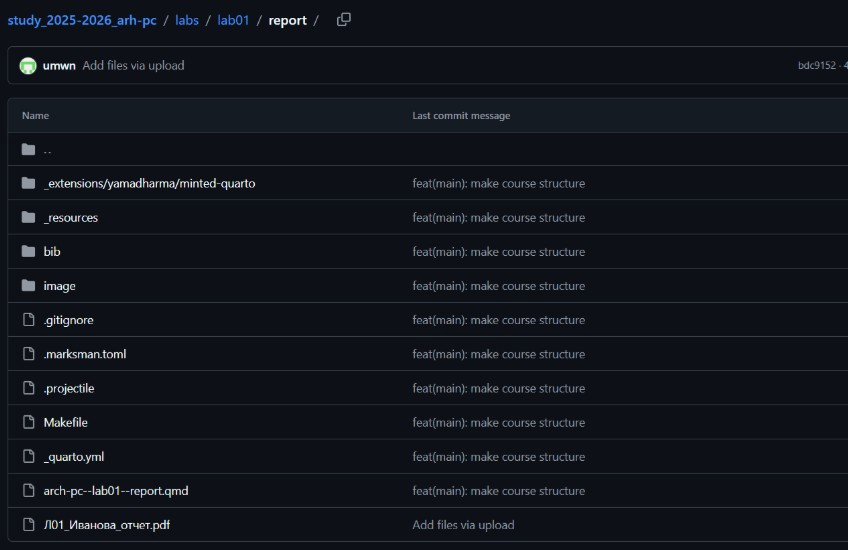 study_2025-2026_arh-pc / labs / lab01 / report /
umwn Add files via upload bdc9152 · 4
Name Last commit message
..
_extensions/yamadharma/minted-quarto feat(main): make course structure
_resources feat(main): make course structure
bib feat(main): make course structure
image feat(main): make course structure
.gitignore feat(main): make course structure
.marksman.toml feat(main): make course structure
.projectile feat(main): make course structure
Makefile feat(main): make course structure
_quarto.yml feat(main): make course structure
arch-pc--lab01--report.qmd feat(main): make course structure
Л01_Иванова_отчет.pdf Add files via upload